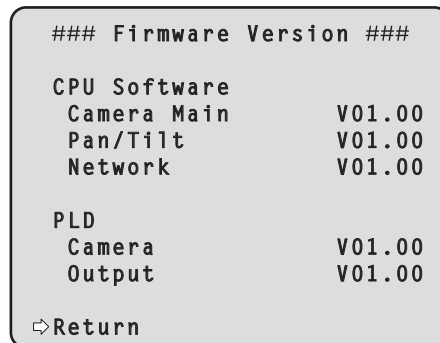 ### Firmware Version ###
CPU Software
Camera Main V01.00
Pan/Tilt V01.00
Network V01.00
PLD
Camera V01.00
Output V01.00
⇨Return